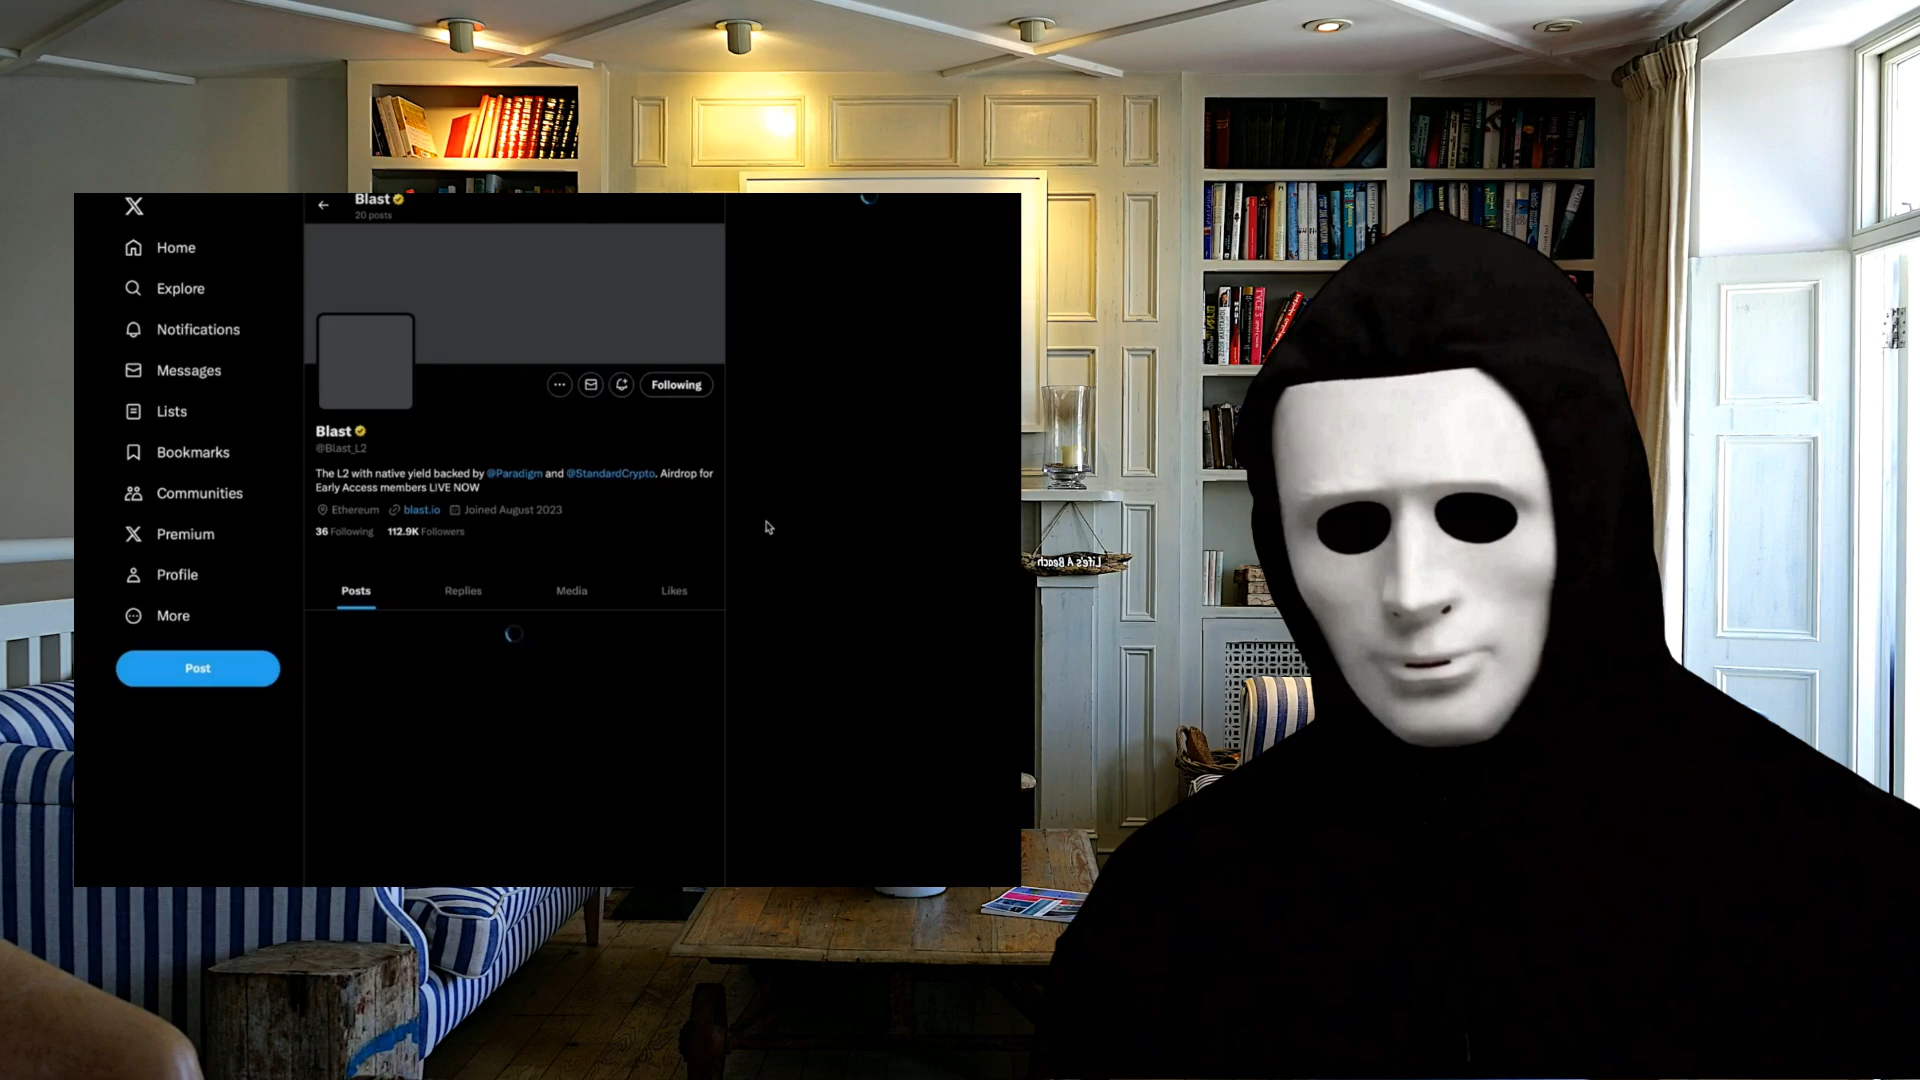 Blast
20 posts
Home
Explore
Notifications
Messages
Lists
Bookmarks
Communities
Premium
Profile
More
Post
Following
Blast
@Blast_L2
The L2 with native yield backed by @Paradigm and @StandardCrypto. Airdrop for
Early Access members LIVE NOW
Ethereum blast.io Joined August 2023
36 Following 112.9K Followers
Posts Replies Media Likes
Life's A Beach